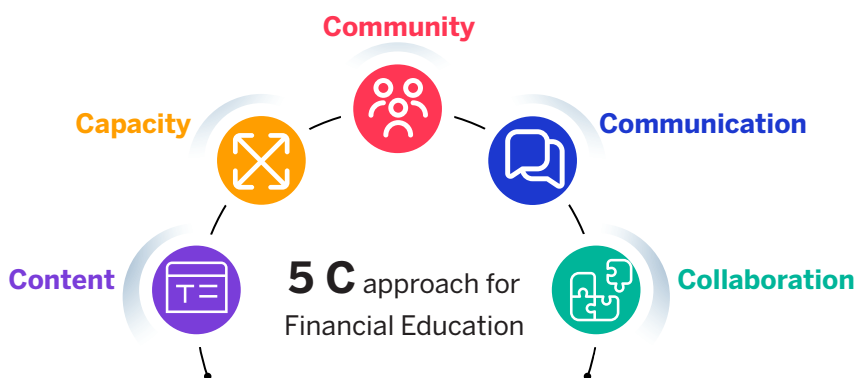 Community
Capacity
Communication
Content
5 C approach for
Financial Education
Collaboration